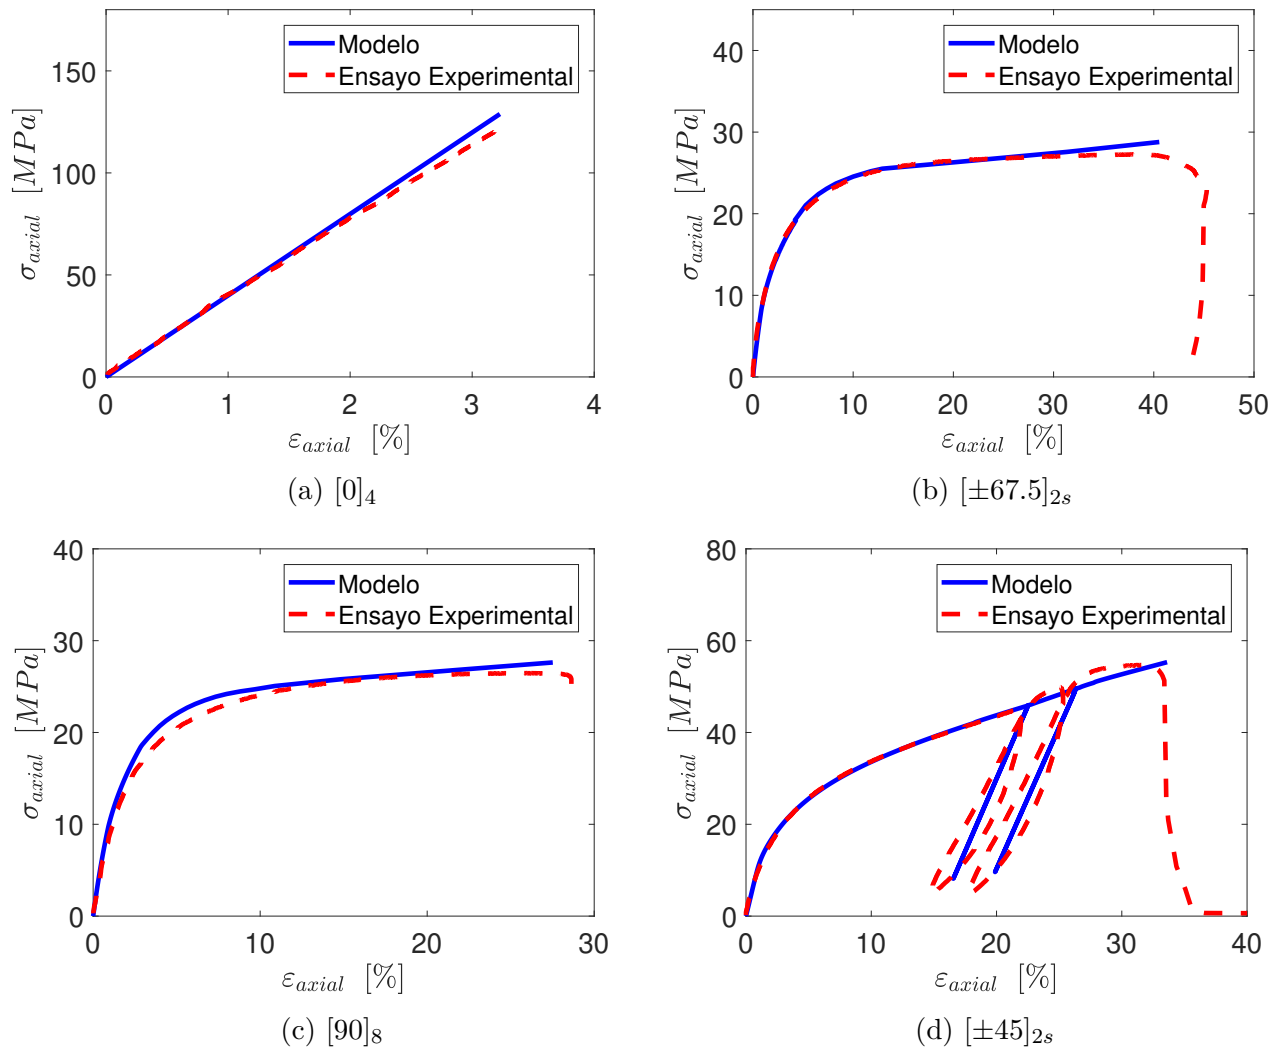 Modelo
Ensayo Experimental
150
100
50
0
0 1 2 3 4
σ_axial [MPa]
ε_axial [%]
(a) [0]₄
Modelo
Ensayo Experimental
40
30
20
10
0
0 10 20 30 40 50
σ_axial [MPa]
ε_axial [%]
(b) [±67.5]₂ₛ
Modelo
Ensayo Experimental
40
30
20
10
0
0 10 20 30
σ_axial [MPa]
ε_axial [%]
(c) [90]₈
Modelo
Ensayo Experimental
80
60
40
20
0
0 10 20 30 40
σ_axial [MPa]
ε_axial [%]
(d) [±45]₂ₛ